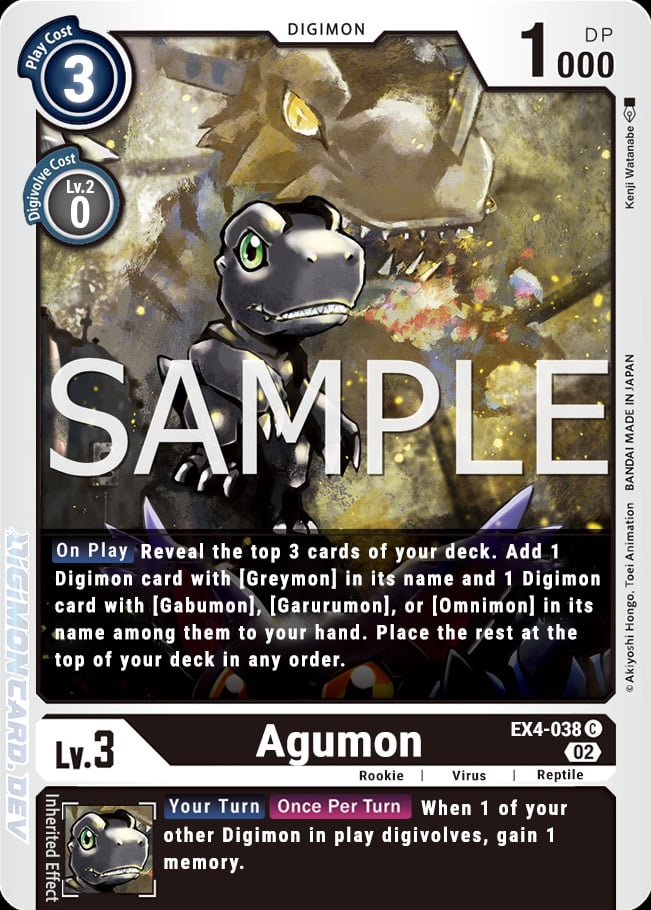 DIGIMON
Play Cost
3
DP
1000
Digivolve Cost
Lv.2
0
Kenji Watanabe
SAMPLE
On Play Reveal the top 3 cards of your deck. Add 1
Digimon card with [Greymon] in its name and 1 Digimon
card with [Gabumon], [Garurumon], or [Omnimon] in its
name among them to your hand. Place the rest at the
top of your deck in any order.
© Akiyoshi Hongo, Toei Animation BANDAI MADE IN JAPAN
DIGIMONCARD.DEV
Lv.3
Agumon
EX4-038 C
02
Rookie | Virus | Reptile
Inherited Effect
Your Turn Once Per Turn When 1 of your
other Digimon in play digivolves, gain 1
memory.